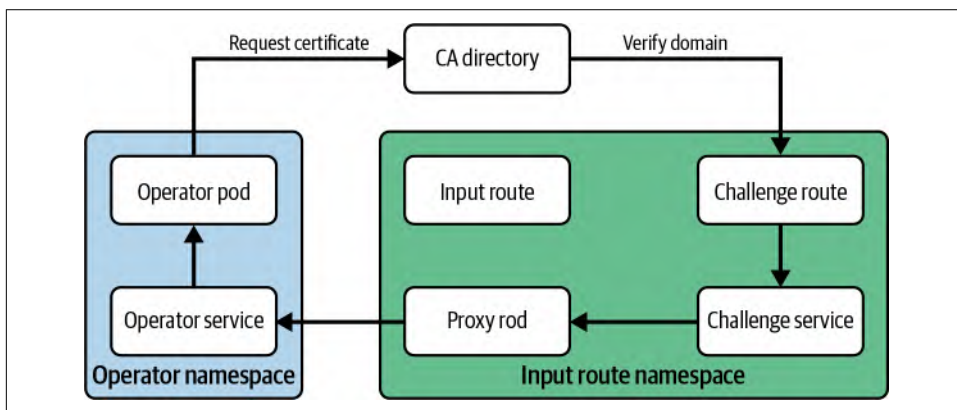 Request certificate
CA directory
Verify domain
Operator pod
Input route
Challenge route
Operator service
Proxy rod
Challenge service
Operator namespace
Input route namespace